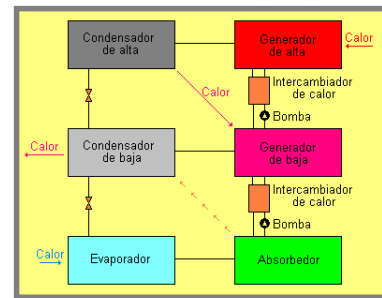 Condensador
de alta
Generador
de alta
Calor
Intercambiador
de calor
Calor
Bomba
Calor
Condensador
de baja
Generador
de baja
Intercambiador
de calor
Bomba
Calor
Evaporador
Absorbedor